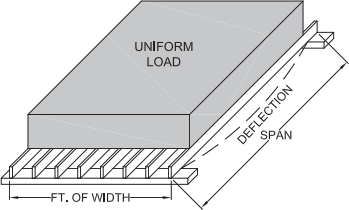 UNIFORM
LOAD
DEFLECTION
SPAN
FT. OF WIDTH